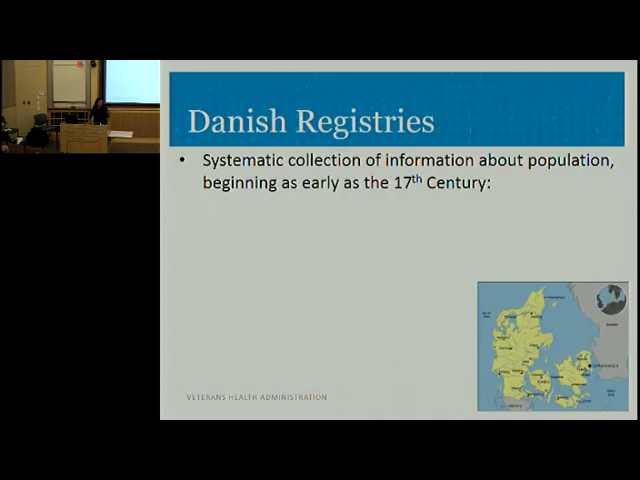 Danish Registries
• Systematic collection of information about population,
beginning as early as the 17th Century:
VETERANS HEALTH ADMINISTRATION